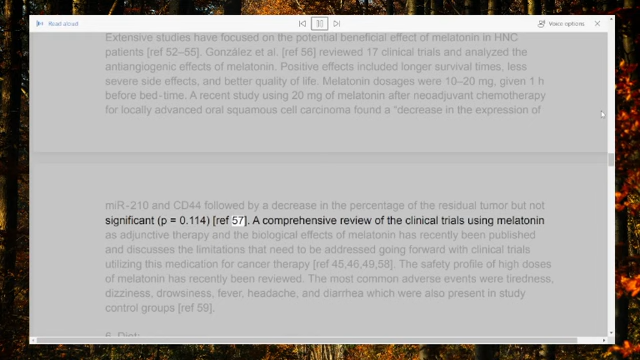 Read aloud
Voice options
Extensive studies have focused on the potential beneficial effect of melatonin in HNC
patients [ref 52–55]. González et al. [ref 56] reviewed 17 clinical trials and analyzed the
antiangiogenic effects of melatonin. Positive effects included longer survival times, less
severe side effects, and better quality of life. Melatonin dosages were 10–20 mg, given 1 h
before bed-time. A recent study using 20 mg of melatonin after neoadjuvant chemotherapy
for locally advanced oral squamous cell carcinoma found a "decrease in the expression of
miR-210 and CD44 followed by a decrease in the percentage of the residual tumor but not
significant (p = 0.114) [ref 57]. A comprehensive review of the clinical trials using melatonin
as adjunctive therapy and the biological effects of melatonin has recently been published
and discusses the limitations that need to be addressed going forward with clinical trials
utilizing this medication for cancer therapy [ref 45,46,49,58]. The safety profile of high doses
of melatonin has recently been reviewed. The most common adverse events were tiredness,
dizziness, drowsiness, fever, headache, and diarrhea which were also present in study
control groups [ref 59].
6. Diet: